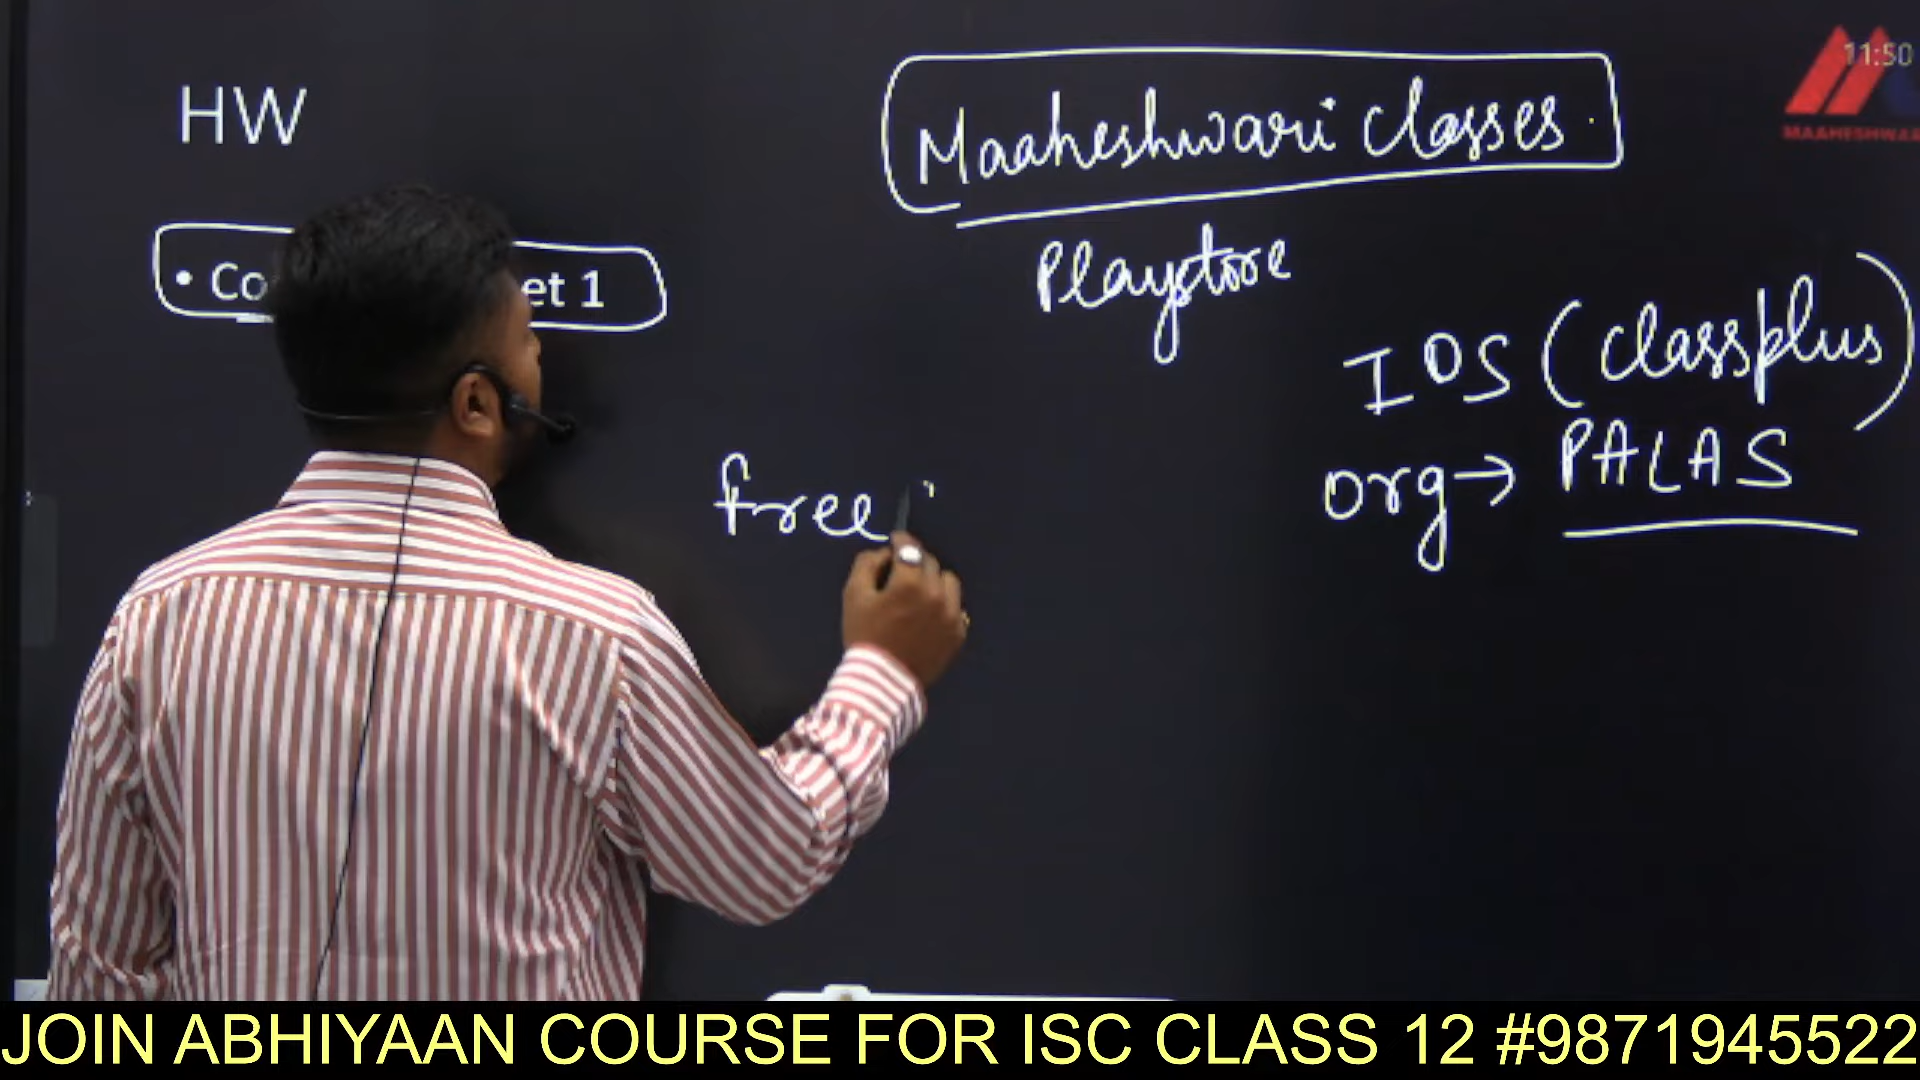 HW
Maaheshwari Classes.
11:50
MAAHESHWA
• Co et 1
Playstore
IOS (classplus)
org→ PALAS
free
JOIN ABHIYAAN COURSE FOR ISC CLASS 12 #9871945522